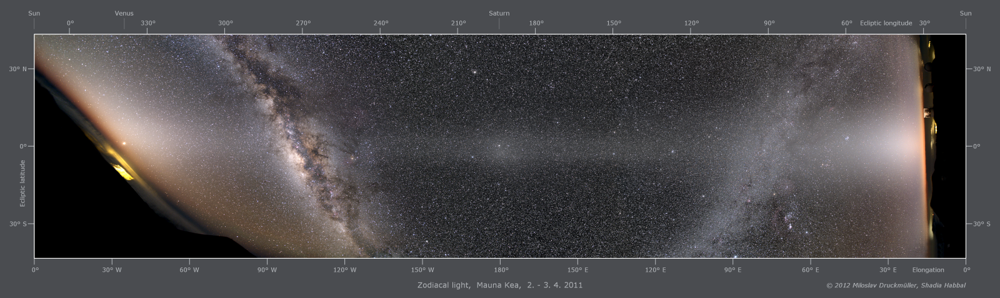 Sun Venus Saturn Sun
0° 330° 300° 270° 240° 210° 180° 150° 120° 90° 60° Ecliptic longitude 30°
30° N 30° N
0° 0°
Ecliptic latitude
30° S 30° S
0° 30° W 60° W 90° W 120° W 150° W 180° 150° E 120° E 90° E 60° E 30° E Elongation 0°
Zodiacal light, Mauna Kea, 2. - 3. 4. 2011
© 2012 Miloslav Druckmüller, Shadia Habbal